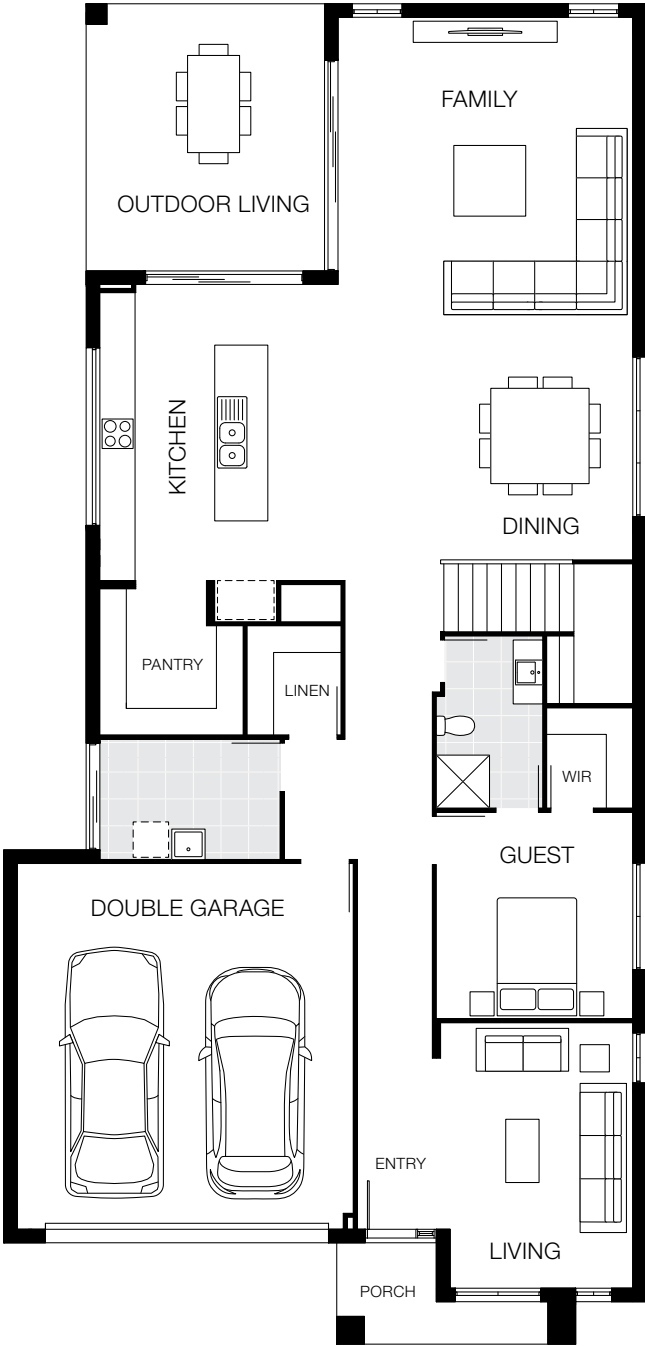 FAMILY
OUTDOOR LIVING
KITCHEN
DINING
PANTRY
LINEN
WIR
GUEST
DOUBLE GARAGE
ENTRY
LIVING
PORCH